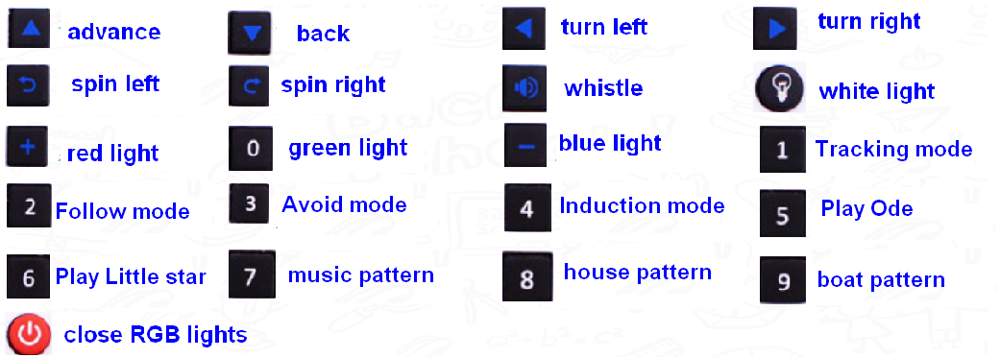 advance
back
turn left
turn right
spin left
spin right
whistle
white light
+ red light
0 green light
− blue light
1 Tracking mode
2 Follow mode
3 Avoid mode
4 Induction mode
5 Play Ode
6 Play Little star
7 music pattern
8 house pattern
9 boat pattern
close RGB lights